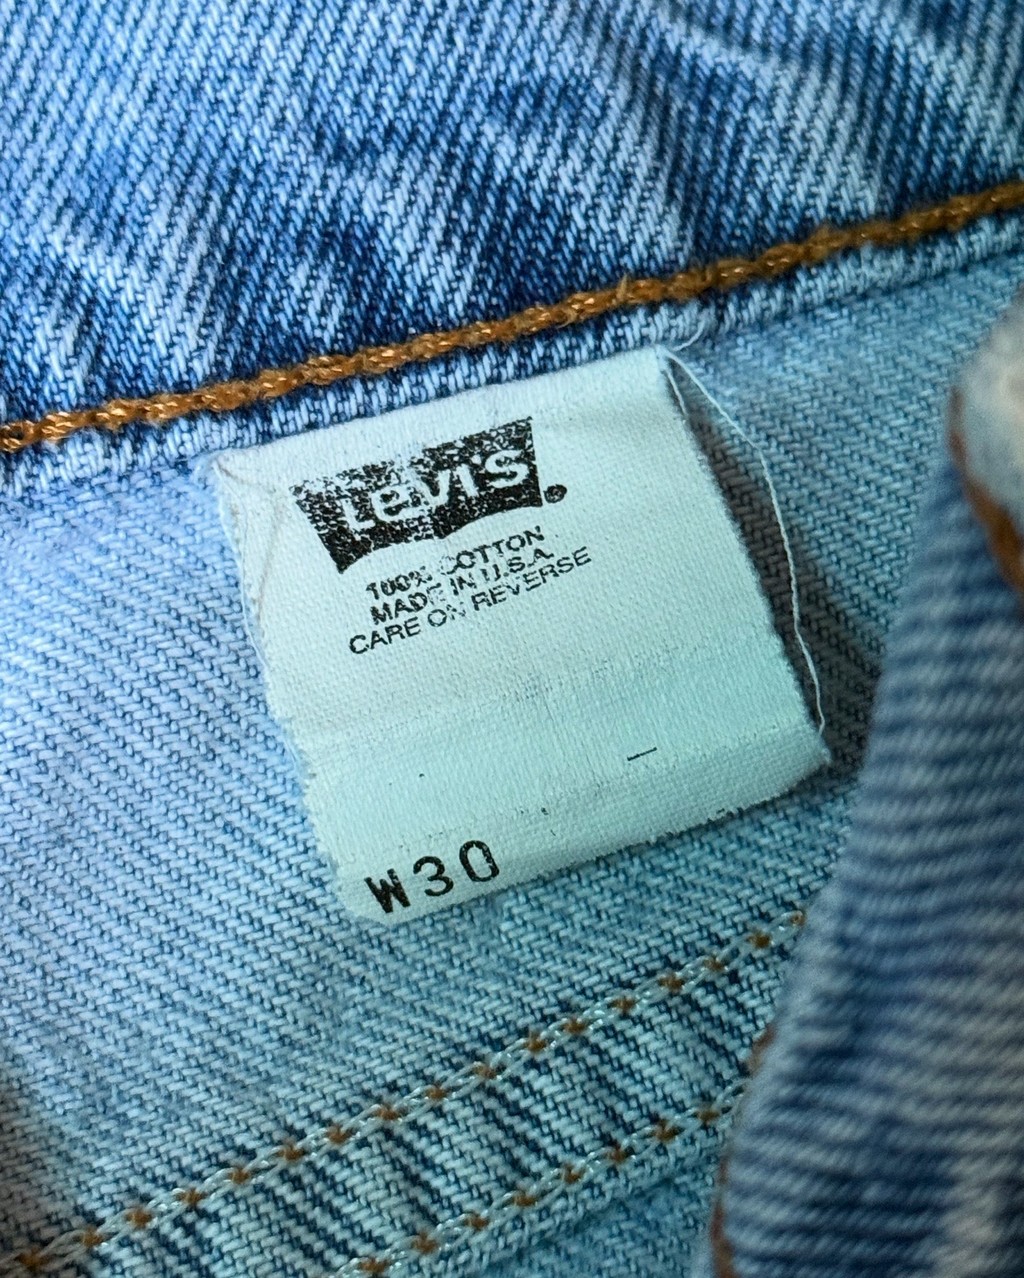 Levi's®
100% COTTON
MADE IN U.S.A.
CARE ON REVERSE
W30